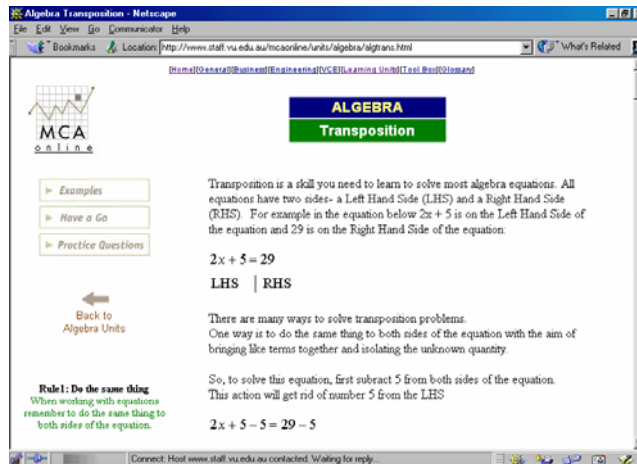 Algebra Transposition - Netscape
File Edit View Go Communicator Help
Bookmarks Location: http://www.staff.vu.edu.au/mcaonline/units/algebra/algtrans.html What's Related
[Home][General][Business][Engineering][VCE][Learning Units][Tool Box][Glossary]
MCA
online
ALGEBRA
Transposition
Examples
Have a Go
Practice Questions
Back to
Algebra Units
Rule1: Do the same thing
When working with equations
remember to do the same thing to
both sides of the equation.
Transposition is a skill you need to learn to solve most algebra equations. All
equations have two sides- a Left Hand Side (LHS) and a Right Hand Side
(RHS). For example in the equation below 2x + 5 is on the Left Hand Side of
the equation and 29 is on the Right Hand Side of the equation:
2x + 5 = 29
LHS | RHS
There are many ways to solve transposition problems.
One way is to do the same thing to both sides of the equation with the aim of
bringing like terms together and isolating the unknown quantity.
So, to solve this equation, first subract 5 from both sides of the equation.
This action will get rid of number 5 from the LHS
2x + 5 – 5 = 29 – 5
Connect: Host www.staff.vu.edu.au contacted. Waiting for reply...